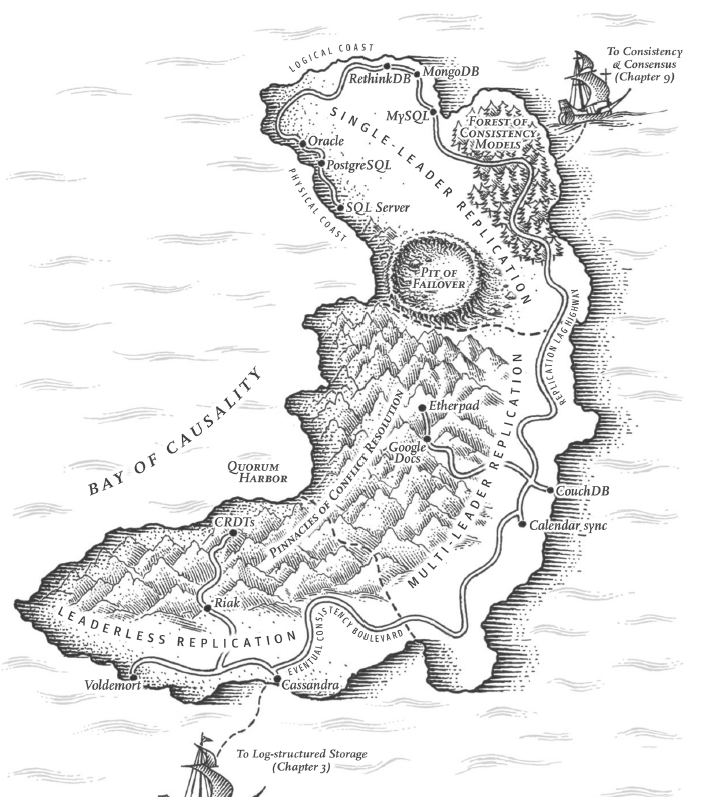 LOGICAL COAST
To Consistency
& Consensus
(Chapter 9)
RethinkDB
MongoDB
MySQL
FOREST OF
CONSISTENCY
MODELS
SINGLE-LEADER REPLICATION
Oracle
PostgreSQL
PHYSICAL COAST
SQL Server
PIT OF
FAILOVER
REPLICATION LAG HIGHWAY
BAY OF CAUSALITY
Etherpad
Google
Docs
PINNACLES OF CONFLICT RESOLUTION
MULTI LEADER REPLICATION
QUORUM
HARBOR
CouchDB
CRDTs
Calendar sync
Riak
LEADERLESS REPLICATION
EVENTUAL CONSISTENCY BOULEVARD
Voldemort
Cassandra
To Log-structured Storage
(Chapter 3)